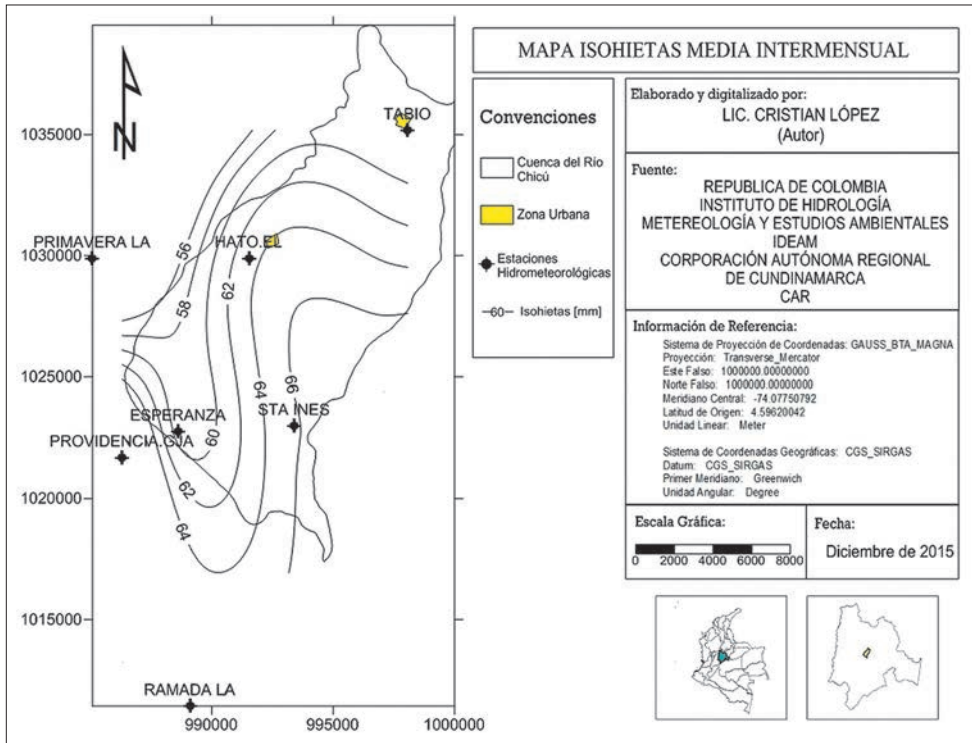 MAPA ISOHIETAS MEDIA INTERMENSUAL
Convenciones
Cuenca del Río
Chicú
Zona Urbana
Estaciones
Hidrometeorológicas
60 Isohietas [mm]
Elaborado y digitalizado por:
LIC. CRISTIAN LÓPEZ
(Autor)
Fuente:
REPUBLICA DE COLOMBIA
INSTITUTO DE HIDROLOGÍA
METEREOLOGÍA Y ESTUDIOS AMBIENTALES
IDEAM
CORPORACIÓN AUTÓNOMA REGIONAL
DE CUNDINAMARCA
CAR
Información de Referencia:
Sistema de Proyección de Coordenadas: GAUSS_BTA_MAGNA
Proyección: Transverse_Mercator
Este Falso: 1000000.00000000
Norte Falso: 1000000.00000000
Meridiano Central: -74.07750792
Latitud de Origen: 4.59620042
Unidad Linear: Meter
Sistema de Coordenadas Geográficas: CGS_SIRGAS
Datum: CGS_SIRGAS
Primer Meridiano: Greenwich
Unidad Angular: Degree
Escala Gráfica:
0 2000 4000 6000 8000
Fecha:
Diciembre de 2015
N
1035000
1030000
1025000
1020000
1015000
990000 995000 1000000
TABIO
PRIMAVERA LA
HATO.EL
ESPERANZA
STA INES
PROVIDENCIA.GJA
RAMADA LA
56
58
62
64
66
60
62
64